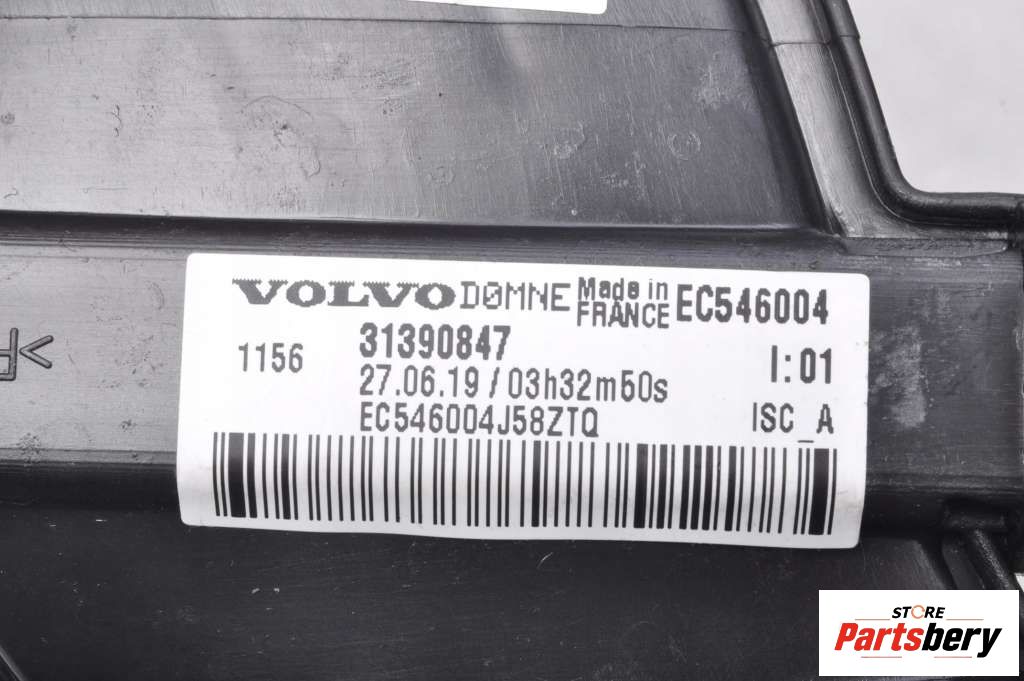 VOLVO DØMNE Made in FRANCE EC546004
31390847
1156
27.06.19 / 03h32m50s
I:01
EC546004J58ZTQ
ISC_A
STORE
Partsbery